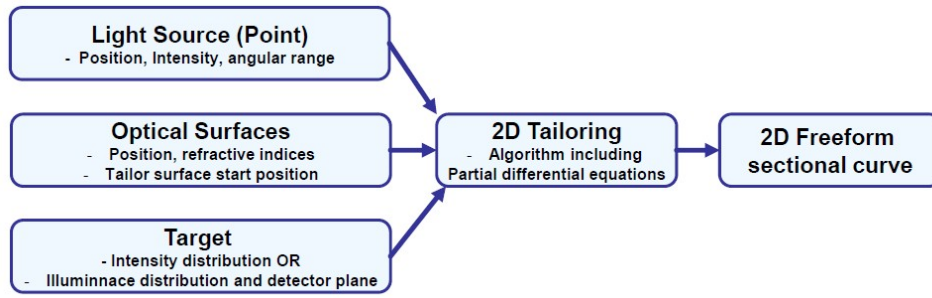 Light Source (Point)
- Position, Intensity, angular range
Optical Surfaces
- Position, refractive indices
- Tailor surface start position
Target
- Intensity distribution OR
- Illuminnace distribution and detector plane
2D Tailoring
- Algorithm including
Partial differential equations
2D Freeform
sectional curve